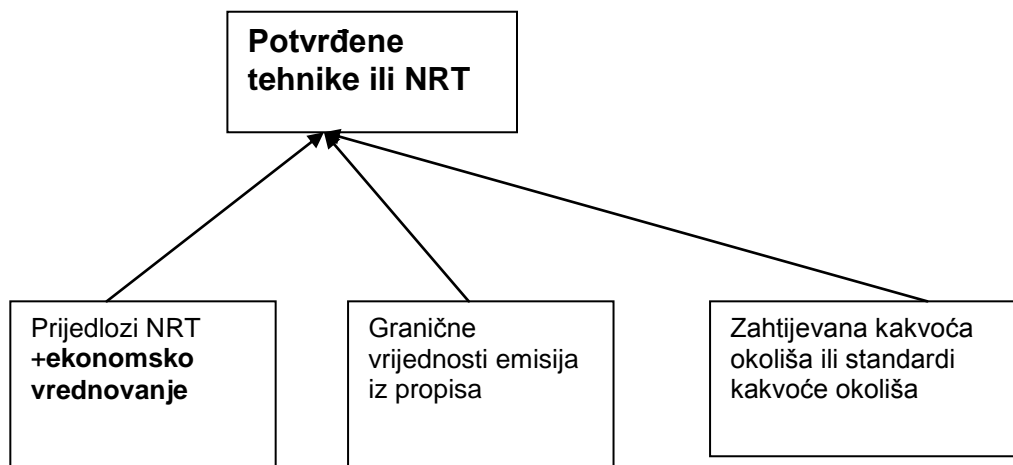 Potvrđene
tehnike ili NRT
Prijedlozi NRT
+ekonomsko
vrednovanje
Granične
vrijednosti emisija
iz propisa
Zahtijevana kakvoća
okoliša ili standardi
kakvoće okoliša